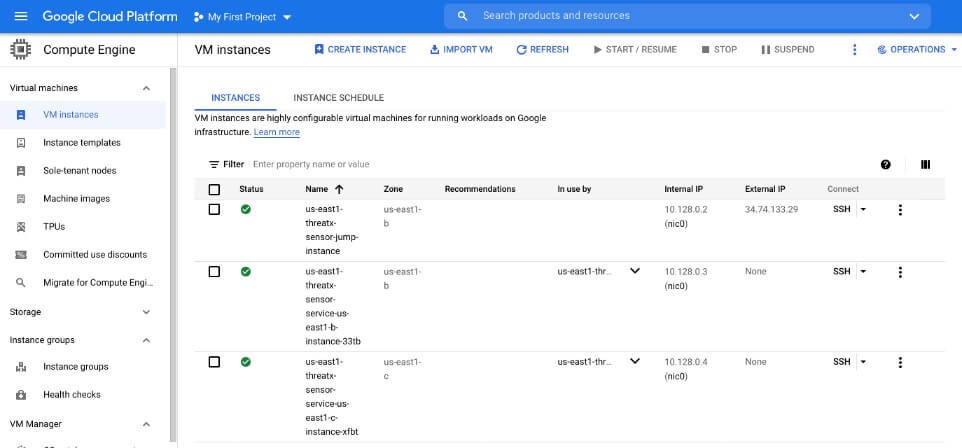 Google Cloud Platform
My First Project
Search products and resources
Compute Engine
VM instances
CREATE INSTANCE
IMPORT VM
REFRESH
START / RESUME
STOP
SUSPEND
OPERATIONS
Virtual machines
VM instances
Instance templates
Sole-tenant nodes
Machine images
TPUs
Committed use discounts
Migrate for Compute Engi...
Storage
Instance groups
Instance groups
Health checks
VM Manager
INSTANCES
INSTANCE SCHEDULE
VM instances are highly configurable virtual machines for running workloads on Google
infrastructure. Learn more
Filter Enter property name or value
Status Name Zone Recommendations In use by Internal IP External IP Connect
us-east1- us-east1- 10.128.0.2 34.74.133.29 SSH
threatx- b (nic0)
sensor-jump-
instance
us-east1- us-east1- us-east1-thr... 10.128.0.3 None SSH
threatx- b (nic0)
sensor-
service-us-
east1-b-
instance-33tb
us-east1- us-east1- us-east1-thr... 10.128.0.4 None SSH
threatx- c (nic0)
sensor-
service-us-
east1-c-
instance-xfbt